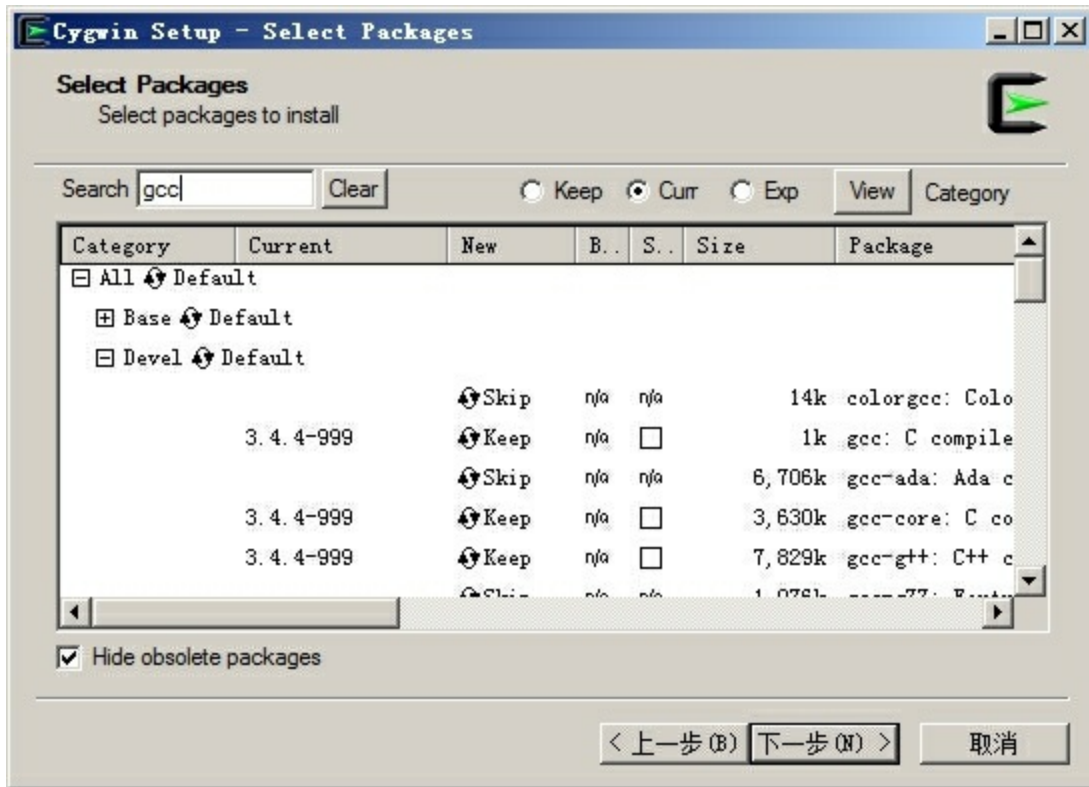 Cygwin Setup - Select Packages
Select Packages
Select packages to install
Search gcc Clear Keep Curr Exp View Category
Category Current New B.. S.. Size Package
All Default
Base Default
Devel Default
Skip n/a n/a 14k colorgcc: Colo
3.4.4-999 Keep n/a 1k gcc: C compile
Skip n/a n/a 6,706k gcc-ada: Ada c
3.4.4-999 Keep n/a 3,630k gcc-core: C co
3.4.4-999 Keep n/a 7,829k gcc-g++: C++ c
Hide obsolete packages
< 上一步(B) 下一步(N) > 取消